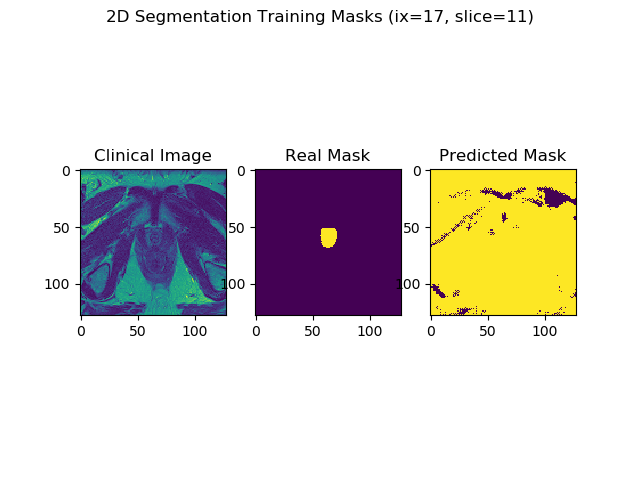 2D Segmentation Training Masks (ix=17, slice=11)
Clinical Image Real Mask Predicted Mask
0 0 0
50 50 50
100 100 100
0 50 100 0 50 100 0 50 100